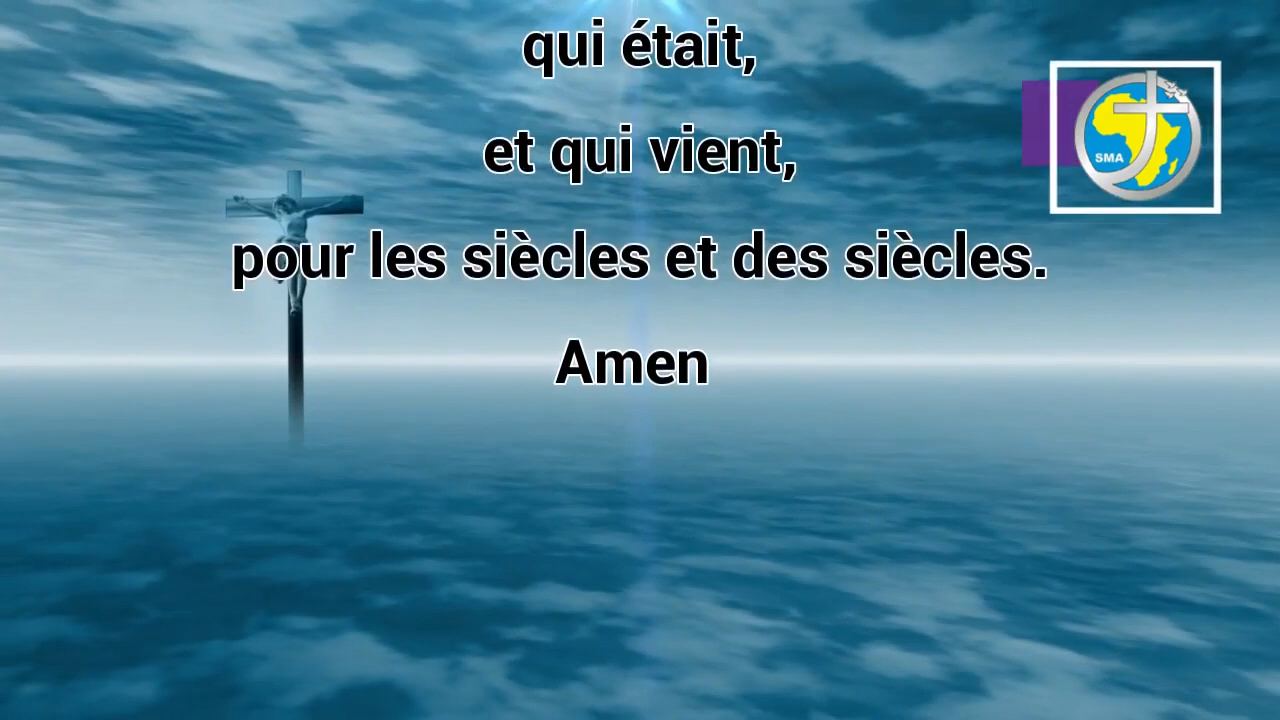 qui était,
et qui vient,
SMA
pour les siècles et des siècles.
Amen